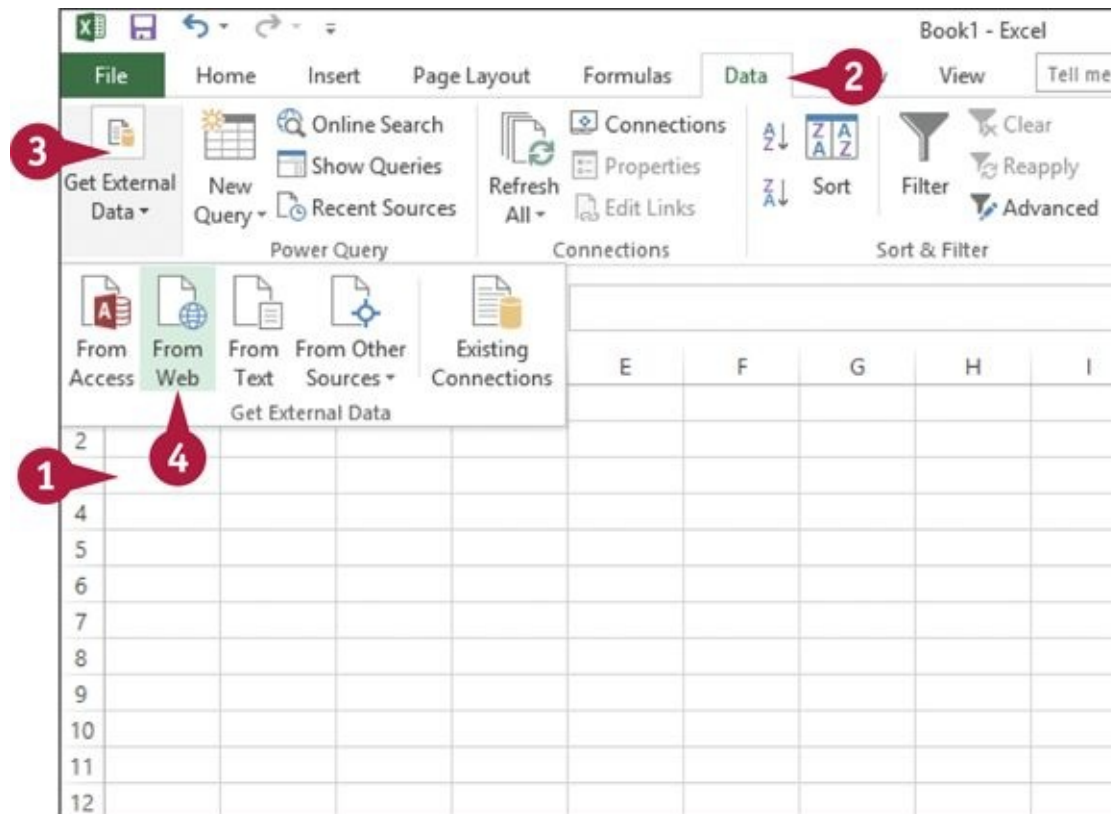 Book1 - Excel
File Home Insert Page Layout Formulas Data 2 View Tell me
3
Get External Data
New Query
Online Search
Show Queries
Recent Sources
Power Query
Refresh All
Connections
Properties
Edit Links
Connections
A Z
Z A
Z A
A Z
Sort
Filter
Clear
Reapply
Advanced
Sort & Filter
From Access
From Web
From Text
From Other Sources
Existing Connections
Get External Data
4
1
E F G H I
2
4
5
6
7
8
9
10
11
12